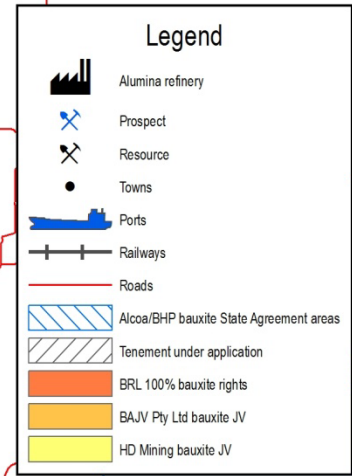 Legend
Alumina refinery
Prospect
Resource
Towns
Ports
Railways
Roads
Alcoa/BHP bauxite State Agreement areas
Tenement under application
BRL 100% bauxite rights
BAJV Pty Ltd bauxite JV
HD Mining bauxite JV